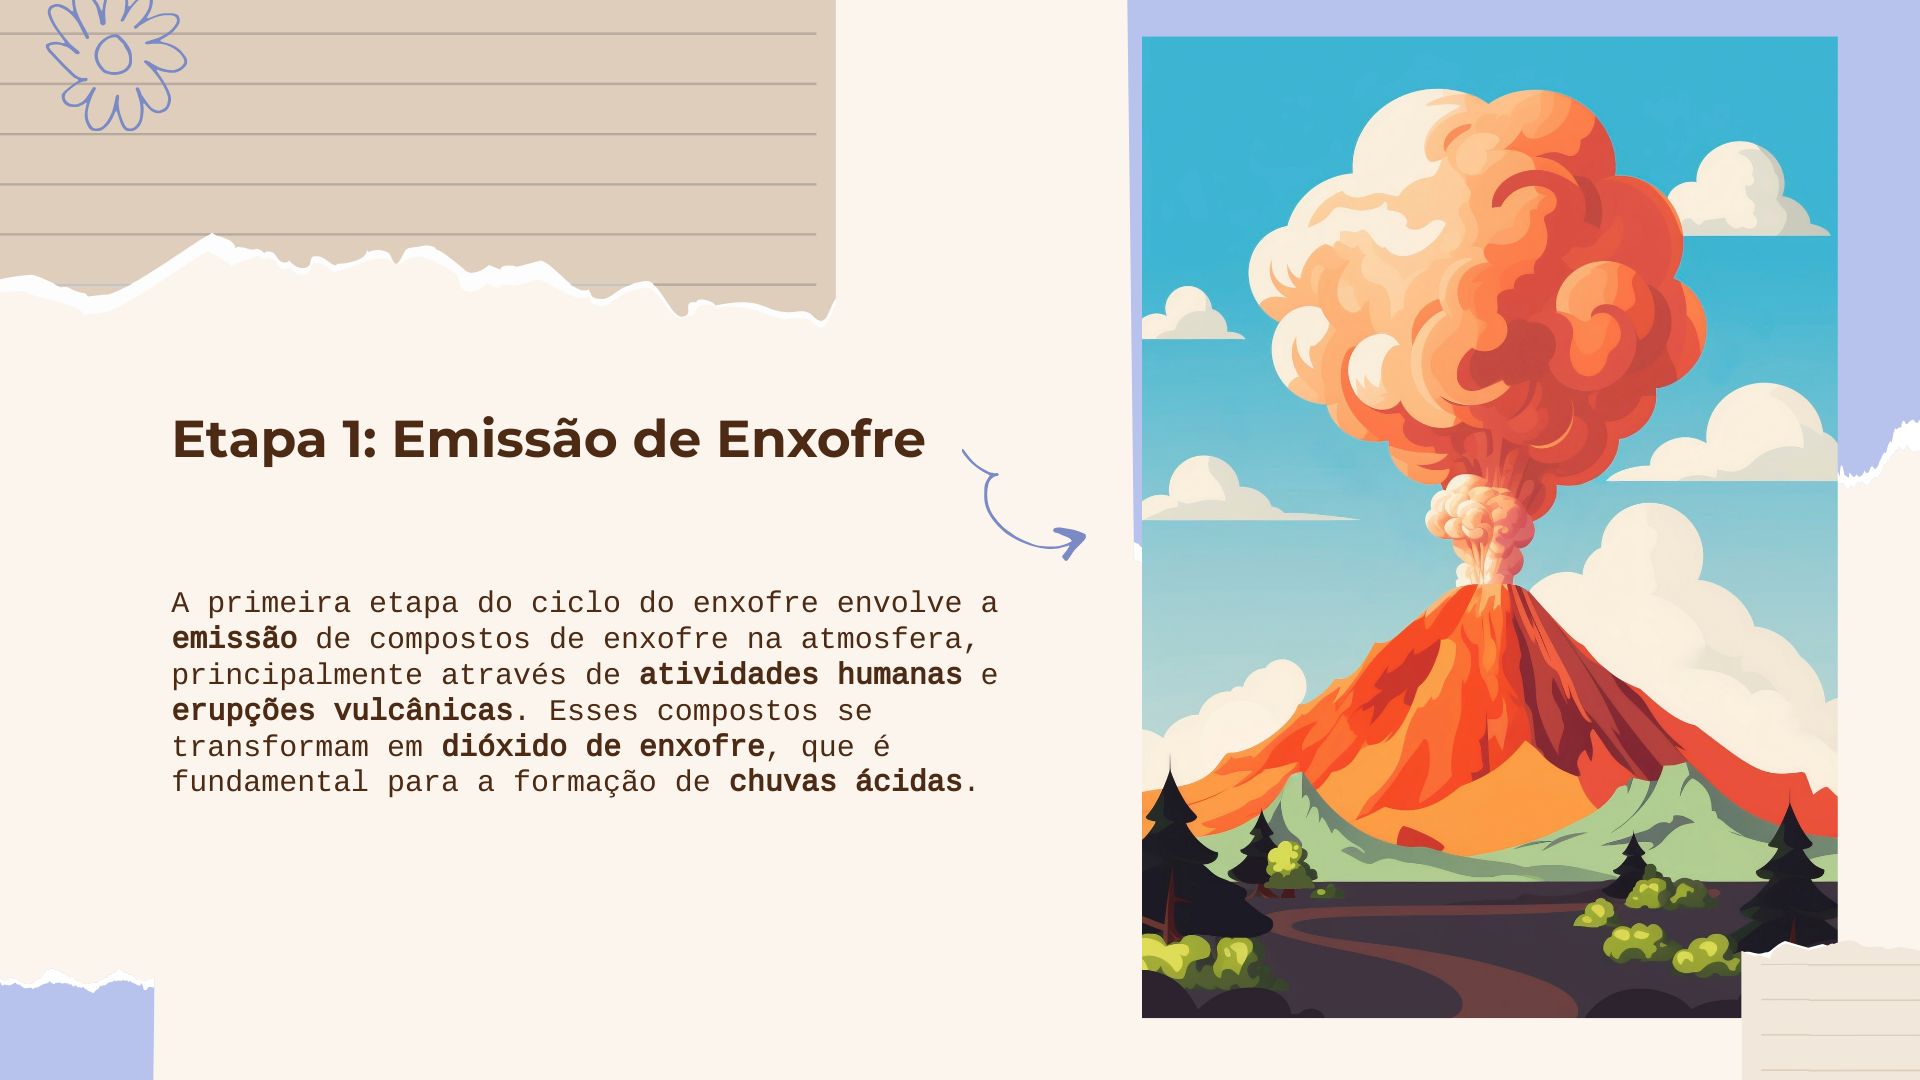 Etapa 1: Emissão de Enxofre
A primeira etapa do ciclo do enxofre envolve a
emissão de compostos de enxofre na atmosfera,
principalmente através de atividades humanas e
erupções vulcânicas. Esses compostos se
transformam em dióxido de enxofre, que é
fundamental para a formação de chuvas ácidas.